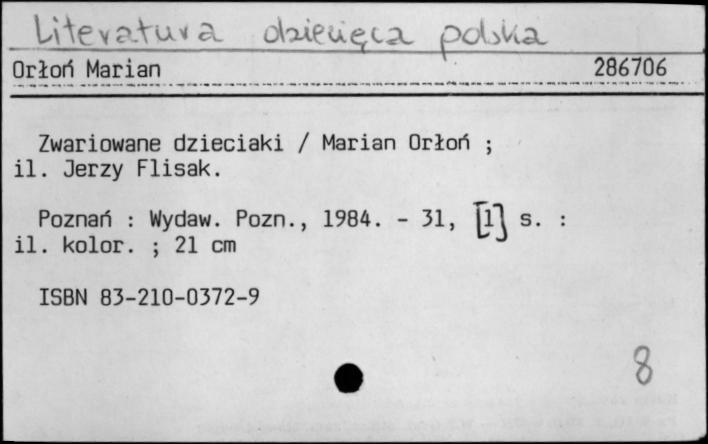 Literatura dziecięca polska
Orłoń Marian 286706
Zwariowane dzieciaki / Marian Orłoń ;
il. Jerzy Flisak.
Poznań : Wydaw. Pozn., 1984. - 31, [1] s. :
il. kolor. ; 21 cm
ISBN 83-210-0372-9
8